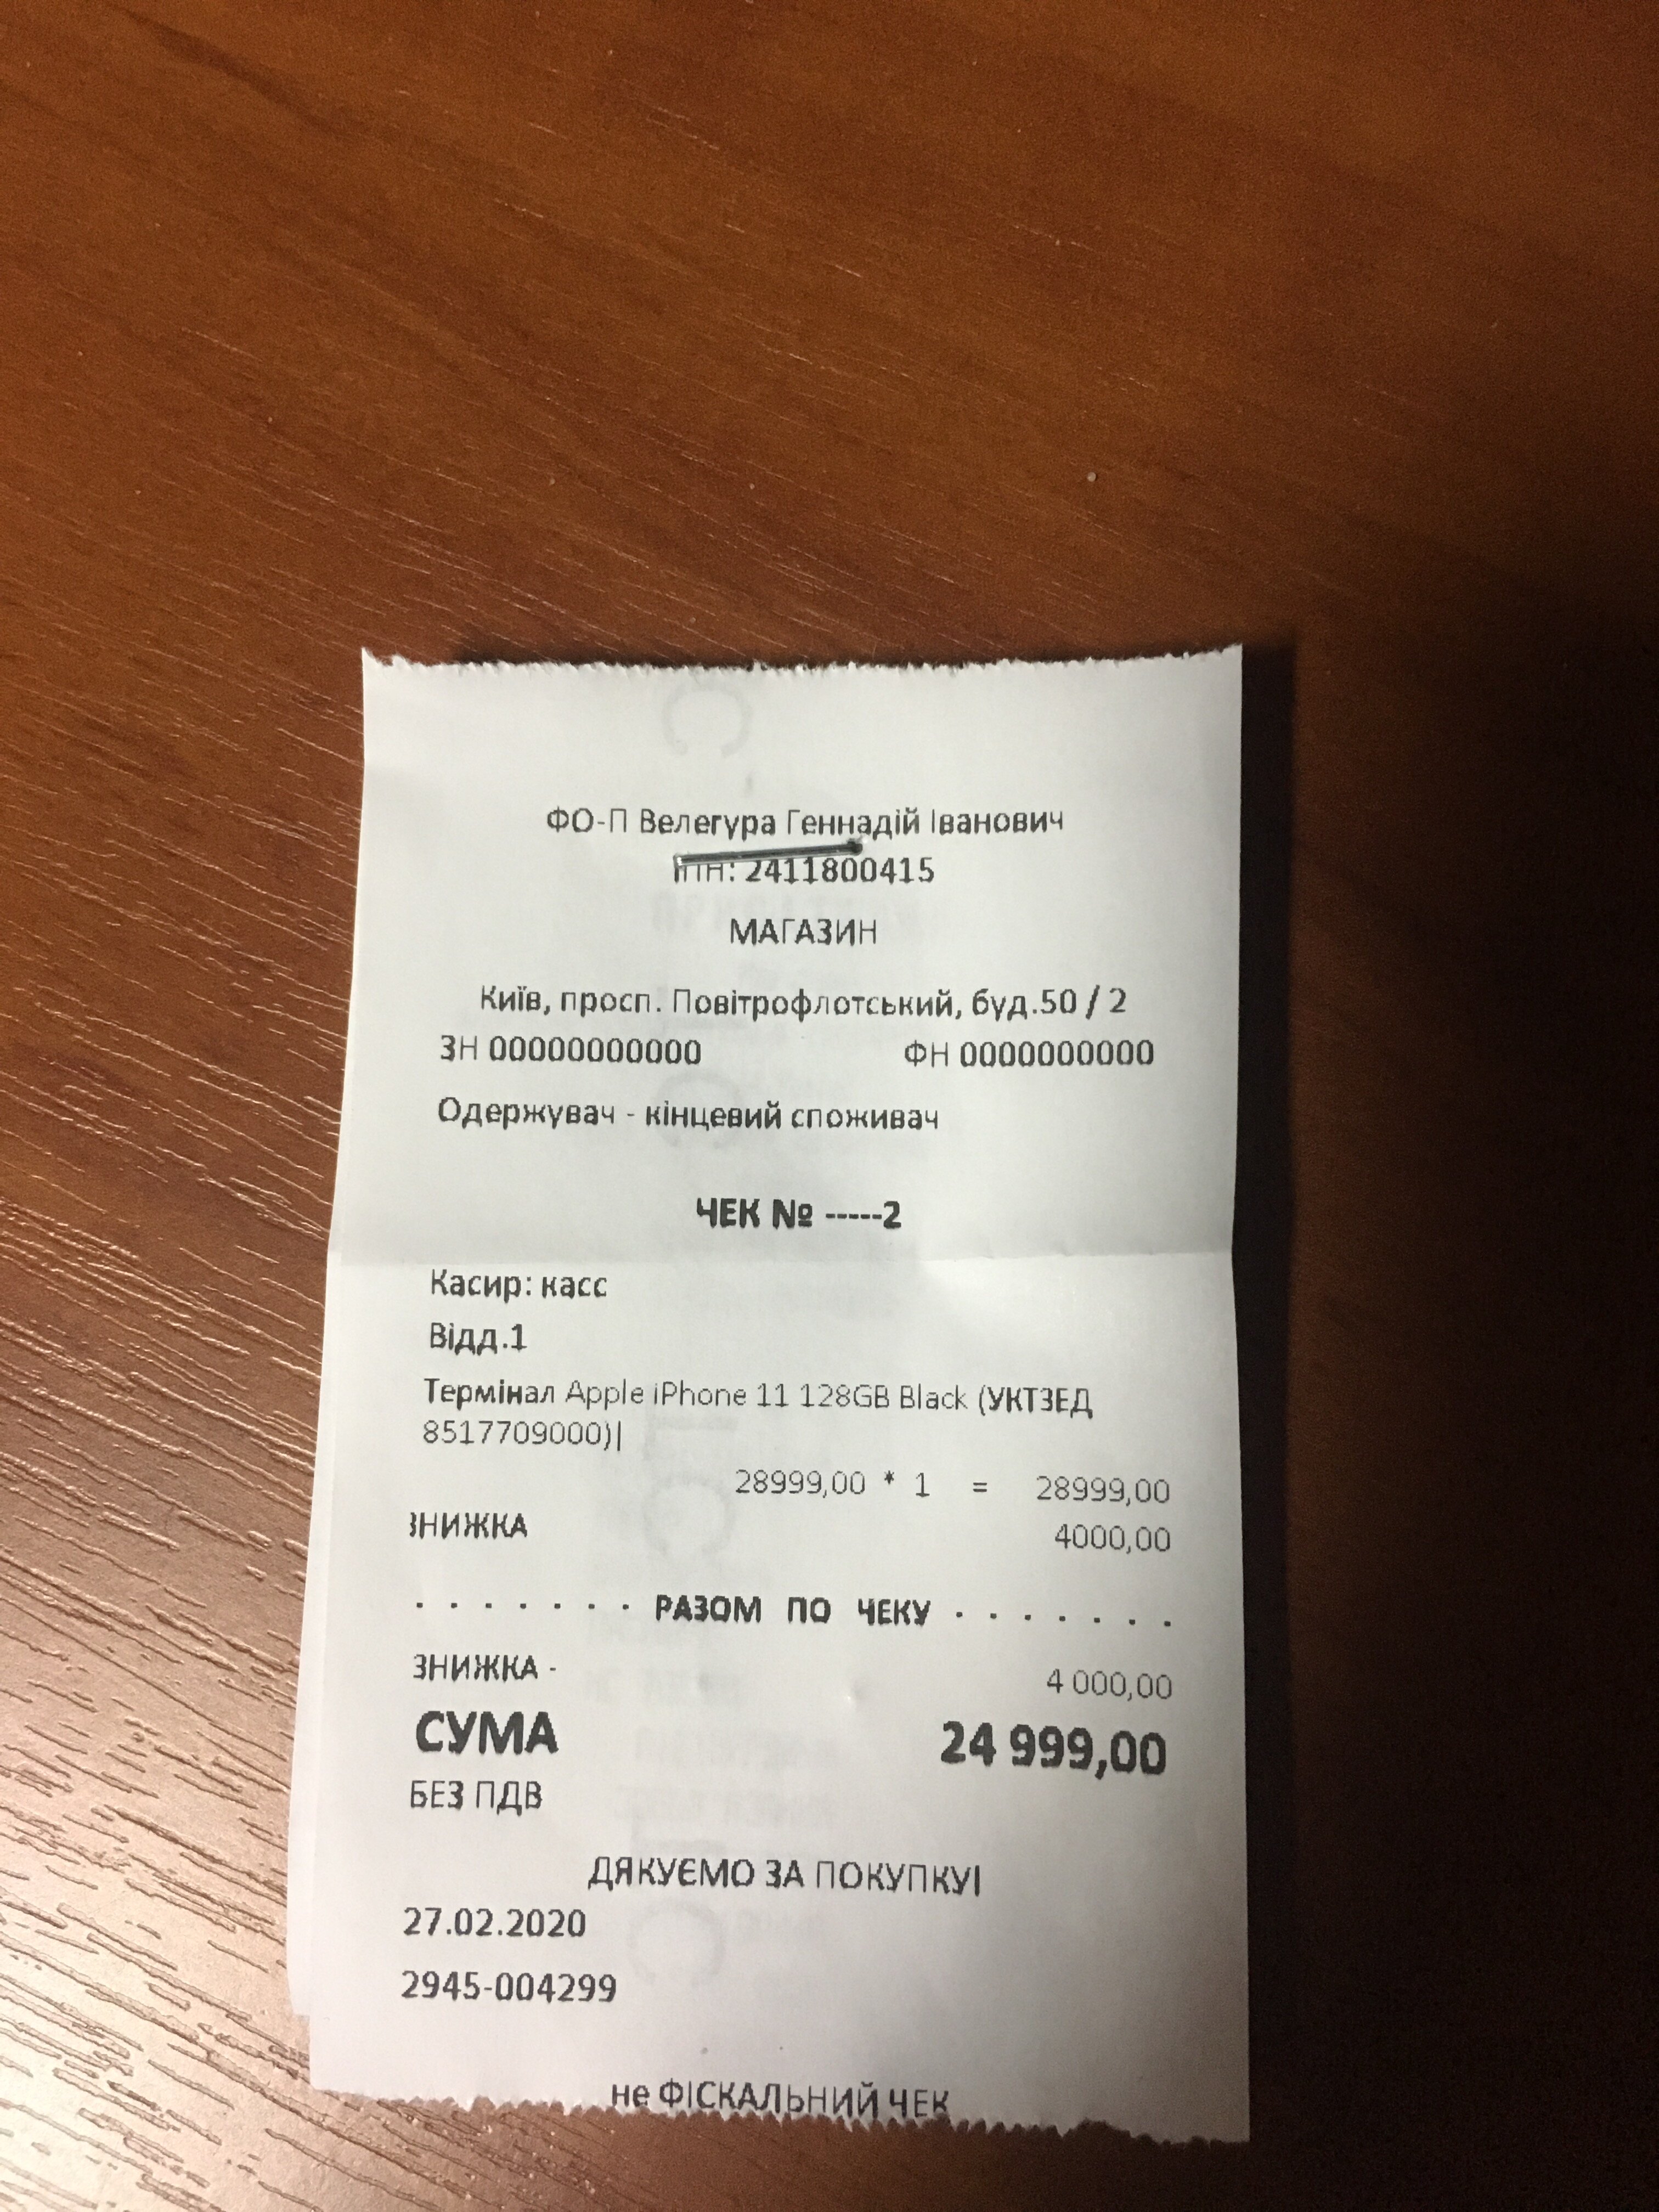 ФО-П Велегура Геннадій Іванович
ІПН: 2411800415
МАГАЗИН
Київ, просп. Повітрофлотський, буд.50 / 2
ЗН 00000000000 ФН 0000000000
Одержувач - кінцевий споживач
ЧЕК № -----2
Касир: касс
Відд.1
Термінал Apple iPhone 11 128GB Black (УКТЗЕД
8517709000)|
28999,00 * 1 = 28999,00
ЗНИЖКА 4000,00
. . . . . . . РАЗОМ ПО ЧЕКУ . . . . . . .
ЗНИЖКА - 4 000,00
СУМА 24 999,00
БЕЗ ПДВ
ДЯКУЄМО ЗА ПОКУПКУ!
27.02.2020
2945-004299
не ФІСКАЛЬНИЙ ЧЕК